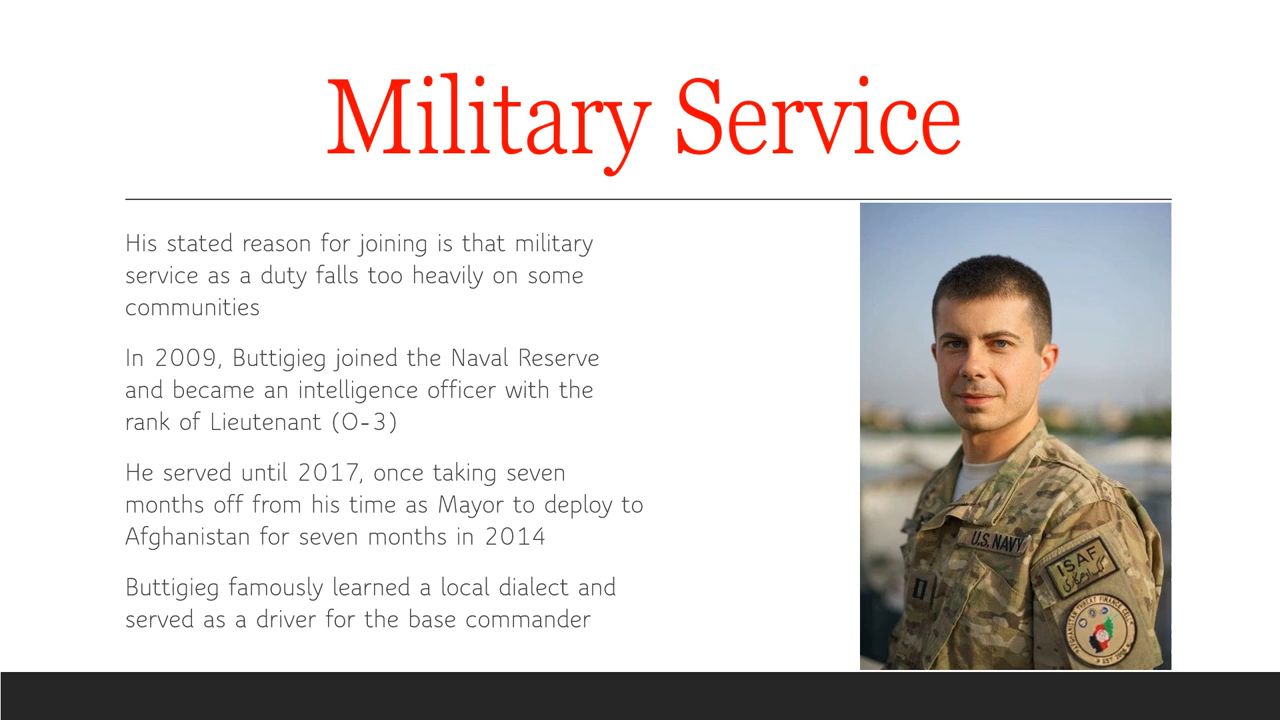 Military Service
His stated reason for joining is that military
service as a duty falls too heavily on some
communities
In 2009, Buttigieg joined the Naval Reserve
and became an intelligence officer with the
rank of Lieutenant (O-3)
He served until 2017, once taking seven
months off from his time as Mayor to deploy to
Afghanistan for seven months in 2014
Buttigieg famously learned a local dialect and
served as a driver for the base commander
U.S. NAVY
ISAF
THREAT FINANCE CELL